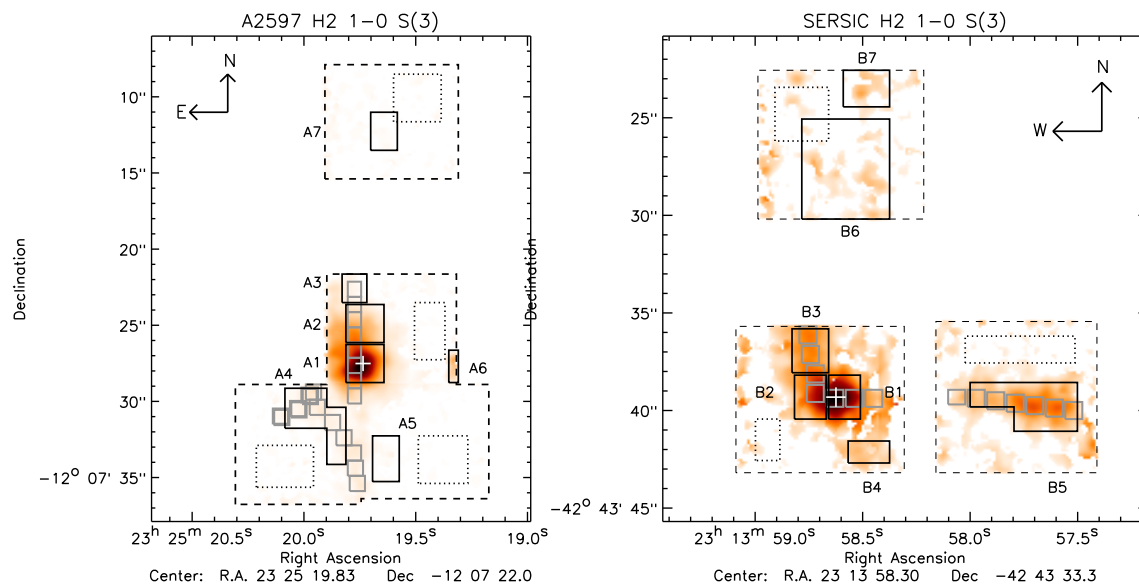 A2597 H2 1-0 S(3)
N
E
10''
15''
20''
25''
30''
-12° 07' 35''
Declination
A7
A3
A2
A1
A4
A6
A5
23ʰ 25ᵐ 20.5ˢ 20.0ˢ 19.5ˢ 19.0ˢ
Right Ascension
Center: R.A. 23 25 19.83 Dec -12 07 22.0
SERSIC H2 1-0 S(3)
N
W
25''
30''
35''
40''
-42° 43' 45''
Declination
B7
B6
B3
B2
B1
B4
B5
23ʰ 13ᵐ 59.0ˢ 58.5ˢ 58.0ˢ 57.5ˢ
Right Ascension
Center: R.A. 23 13 58.30 Dec -42 43 33.3